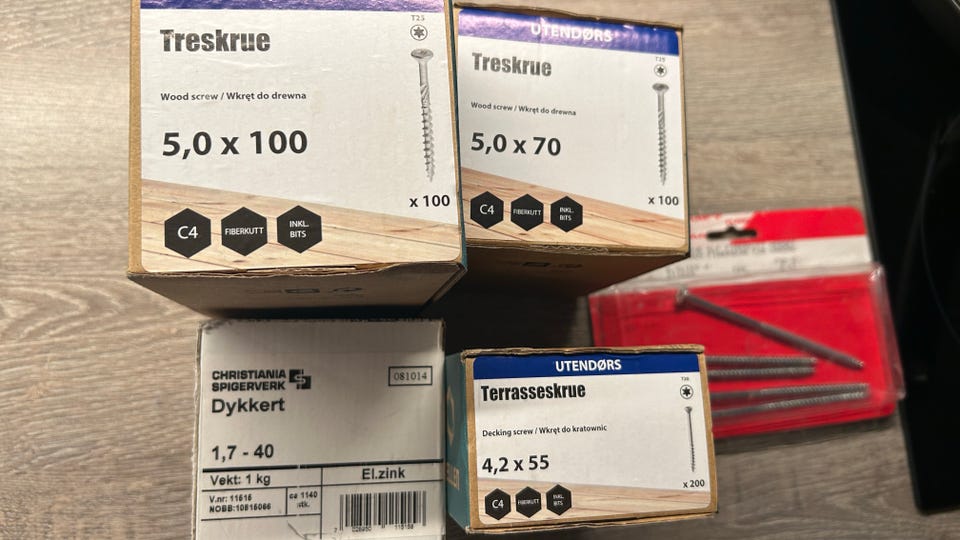 T25
Treskrue
Wood screw / Wkręt do drewna
5,0 x 100
x 100
C4
FIBERKUTT
INKL.
BITS
UTENDØRS
T25
Treskrue
Wood screw / Wkręt do drewna
5,0 x 70
x 100
C4
FIBERKUTT
INKL.
BITS
CHRISTIANIA
SPIGERVERK
081014
Dykkert
1,7 - 40
Vekt: 1 kg
El.zink
V.nr: 11515
NOBB:10515066
ca 1140
stk.
UTENDØRS
Terrasseskrue
Decking screw / Wkręt do kratownic
4,2 x 55
x 200
C4
FIBERKUTT
INKL.
BITS